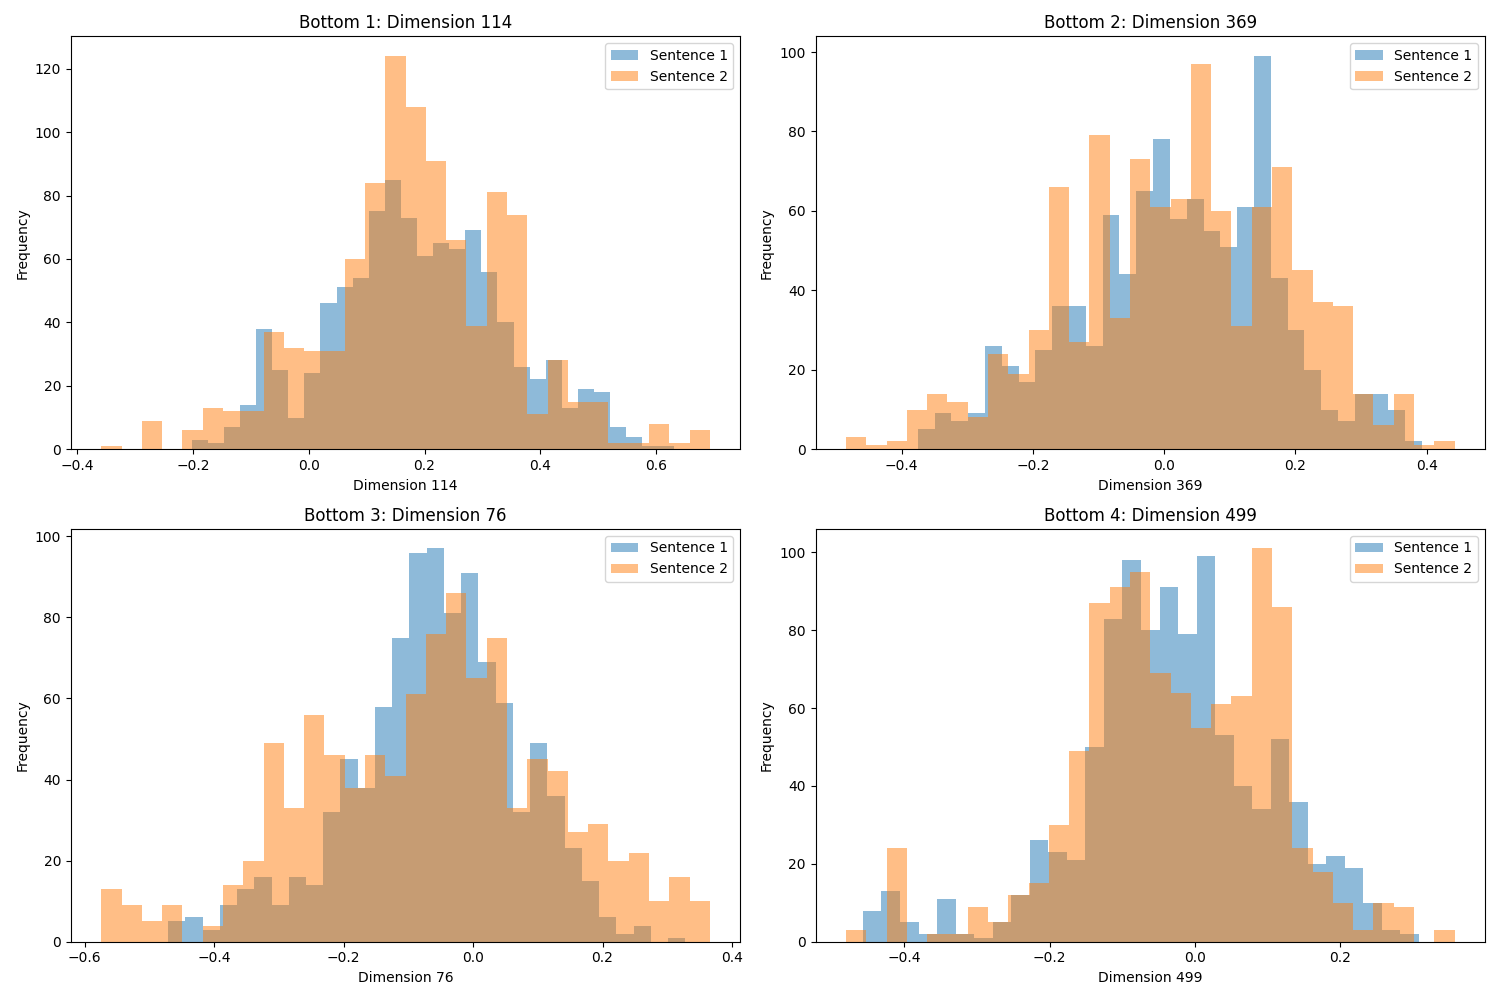 Bottom 1: Dimension 114
Sentence 1
Sentence 2
Frequency
120
100
80
60
40
20
0
−0.4 −0.2 0.0 0.2 0.4 0.6
Dimension 114
Bottom 2: Dimension 369
Sentence 1
Sentence 2
Frequency
100
80
60
40
20
0
−0.4 −0.2 0.0 0.2 0.4
Dimension 369
Bottom 3: Dimension 76
Sentence 1
Sentence 2
Frequency
100
80
60
40
20
0
−0.6 −0.4 −0.2 0.0 0.2 0.4
Dimension 76
Bottom 4: Dimension 499
Sentence 1
Sentence 2
Frequency
100
80
60
40
20
0
−0.4 −0.2 0.0 0.2
Dimension 499